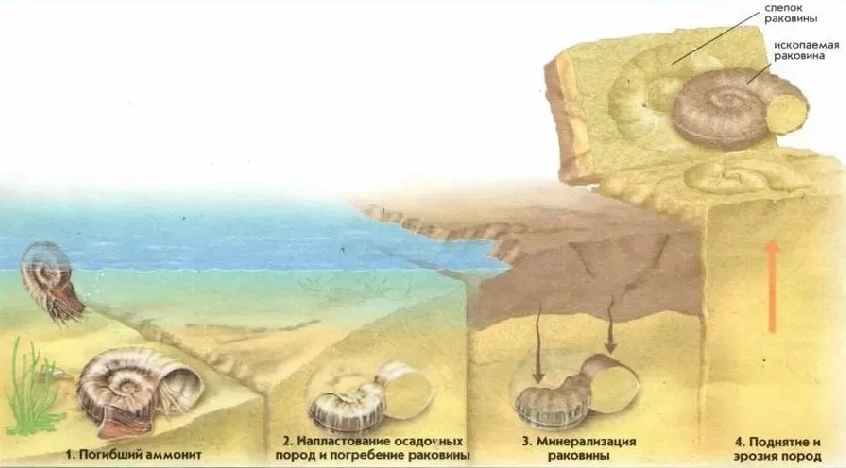 слепок
раковины
ископаемая
раковина
1. Погибший аммонит
2. Напластование осадочных
пород и погребение раковины
3. Минерализация
раковины
4. Поднятие и
эрозия пород